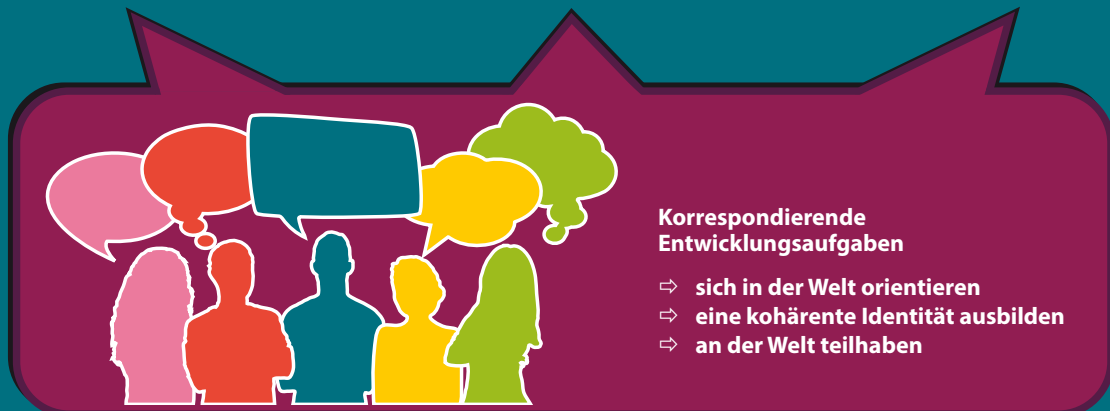 Korrespondierende
Entwicklungsaufgaben
⇨ sich in der Welt orientieren
⇨ eine kohärente Identität ausbilden
⇨ an der Welt teilhaben